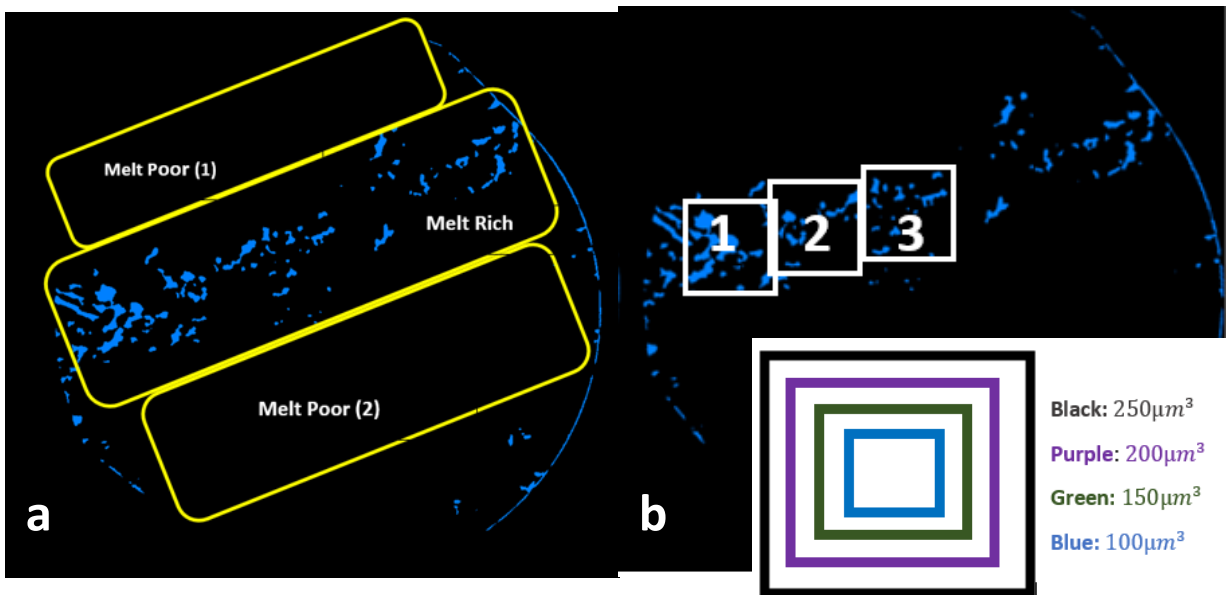 Melt Poor (1)
Melt Rich
Melt Poor (2)
a
1
2
3
b
Black: 250μm³
Purple: 200μm³
Green: 150μm³
Blue: 100μm³